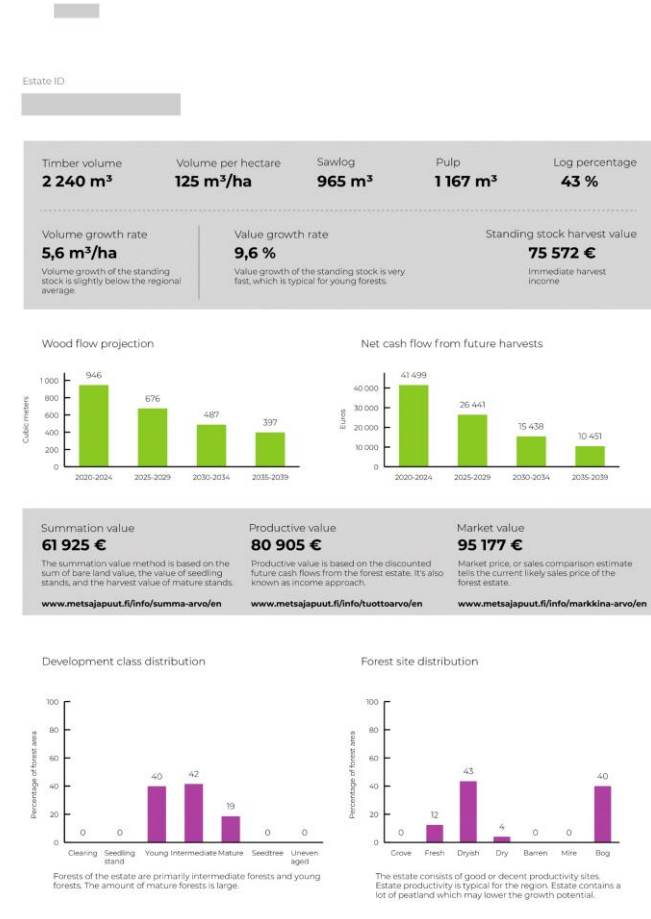 Estate ID
Timber volume Volume per hectare Sawlog Pulp Log percentage
2 240 m³ 125 m³/ha 965 m³ 1 167 m³ 43 %
Volume growth rate Value growth rate Standing stock harvest value
5,6 m³/ha 9,6 % 75 572 €
Volume growth of the standing
stock is slightly below the regional
average.
Value growth of the standing stock is very
fast, which is typical for young forests.
Immediate harvest
income
Wood flow projection
Cubic meters
1 000
800
600
400
200
0
946
676
487
397
2020-2024 2025-2029 2030-2034 2035-2039
Net cash flow from future harvests
Euros
40 000
30 000
20 000
10 000
0
41 499
26 441
15 438
10 451
2020-2024 2025-2029 2030-2034 2035-2039
Summation value
61 925 €
The summation value method is based on the
sum of bare land value, the value of seedling
stands, and the harvest value of mature stands.
www.metsajapuut.fi/info/summa-arvo/en
Productive value
80 905 €
Productive value is based on the discounted
future cash flows from the forest estate. It's also
known as income approach.
www.metsajapuut.fi/info/tuottoarvo/en
Market value
95 177 €
Market price, or sales comparison estimate
tells the current likely sales price of the
forest estate.
www.metsajapuut.fi/info/markkina-arvo/en
Development class distribution
Percentage of forest area
100
80
60
40
20
0
0 0 40 42 19 0 0
Clearing Seedling stand Young Intermediate Mature Seedtree Uneven aged
Forests of the estate are primarily intermediate forests and young
forests. The amount of mature forests is large.
Forest site distribution
Percentage of forest area
100
80
60
40
20
0
0 12 43 4 0 0 40
Grove Fresh Dryish Dry Barren Mire Bog
The estate consists of good or decent productivity sites.
Estate productivity is typical for the region. Estate contains a
lot of peatland which may lower the growth potential.